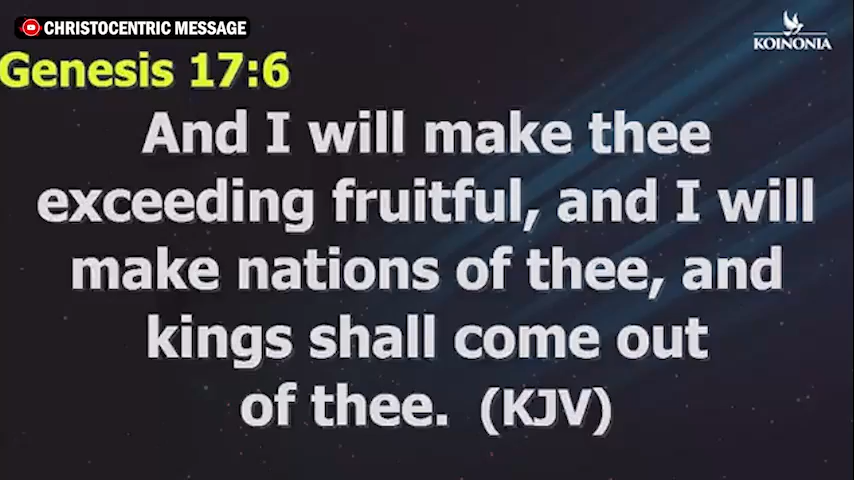 CHRISTOCENTRIC MESSAGE
KOINONIA
Genesis 17:6
And I will make thee
exceeding fruitful, and I will
make nations of thee, and
kings shall come out
of thee. (KJV)